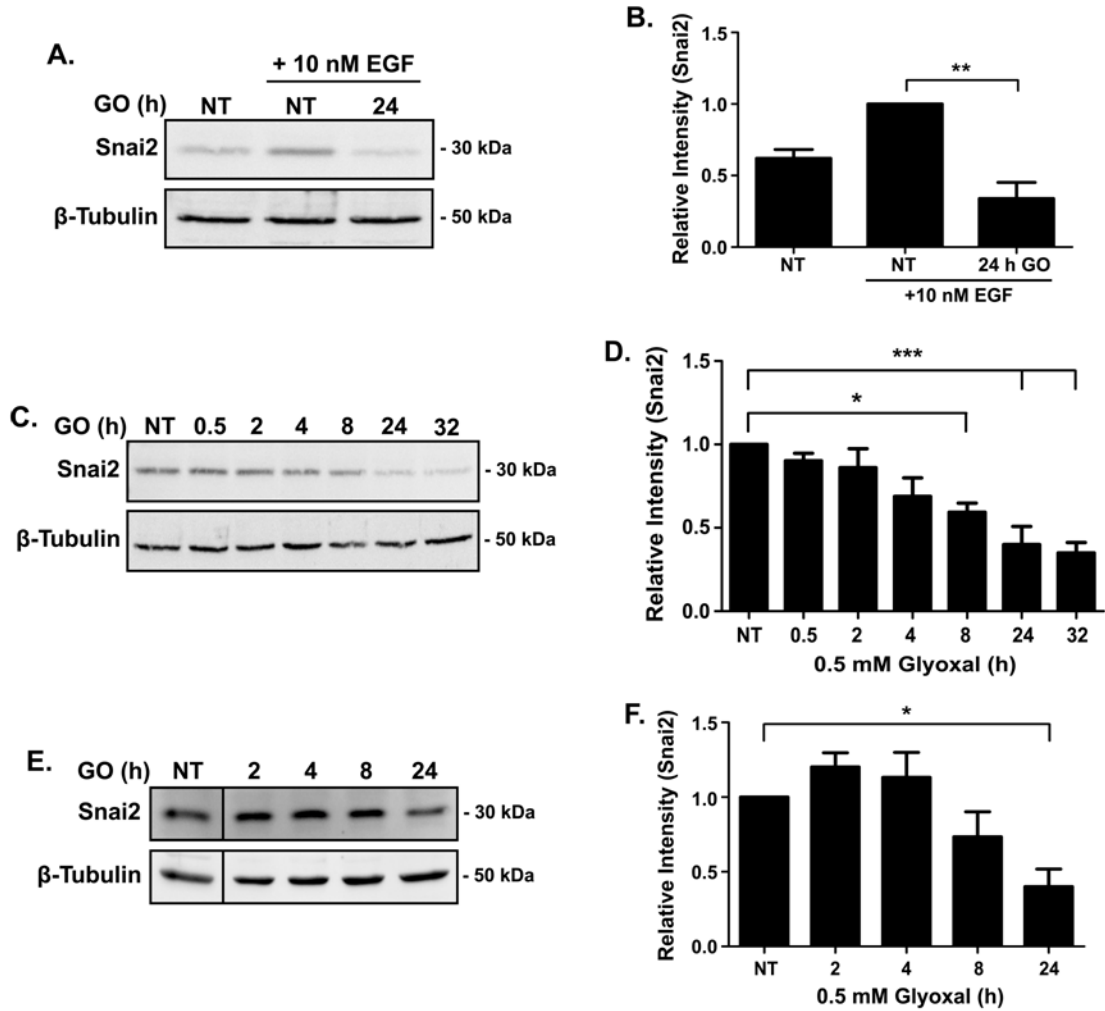 A.
+ 10 nM EGF
GO (h) NT NT 24
Snai2 - 30 kDa
β-Tubulin - 50 kDa
B.
Relative Intensity (Snai2)
1.5
**
1.0
0.5
0.0
NT NT 24 h GO
+10 nM EGF
C. GO (h) NT 0.5 2 4 8 24 32
Snai2 - 30 kDa
β-Tubulin - 50 kDa
D.
Relative Intensity (Snai2)
1.5
***
*
1.0
0.5
0.0
NT 0.5 2 4 8 24 32
0.5 mM Glyoxal (h)
E. GO (h) NT 2 4 8 24
Snai2 - 30 kDa
β-Tubulin - 50 kDa
F.
Relative Intensity (Snai2)
1.5
*
1.0
0.5
0.0
NT 2 4 8 24
0.5 mM Glyoxal (h)